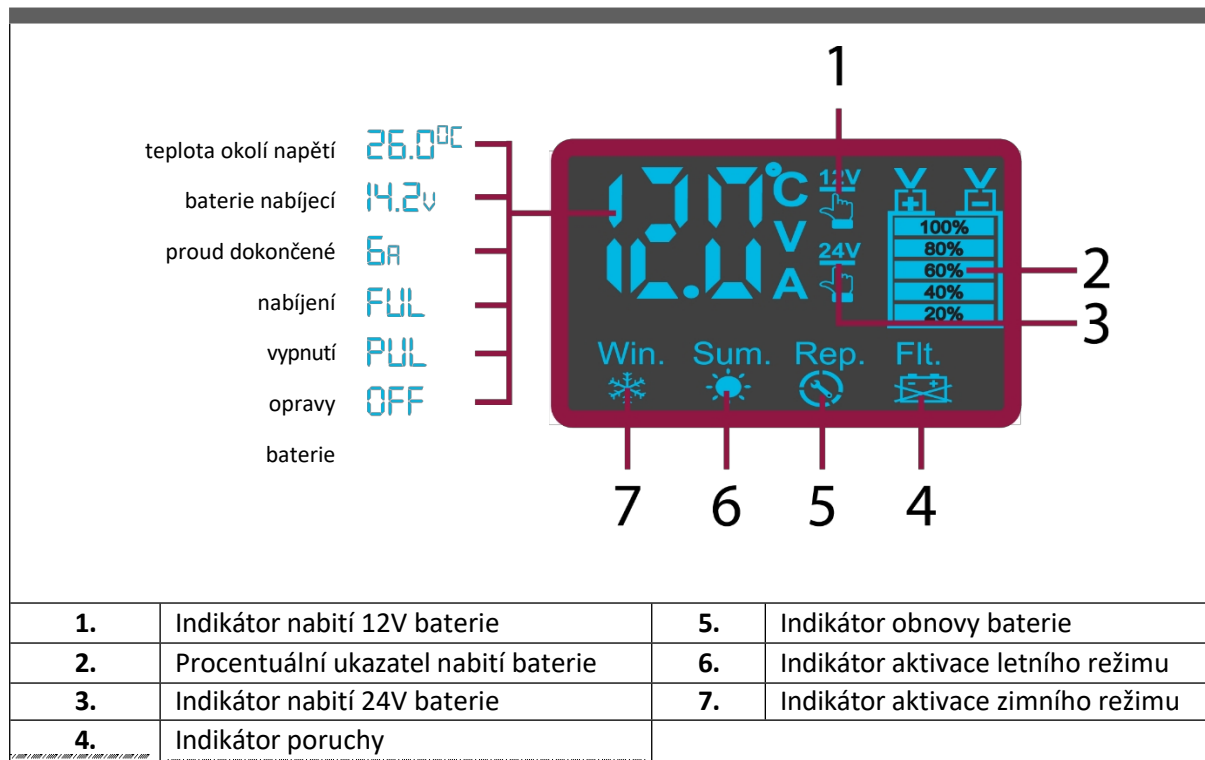 1
teplota okolí napětí 26.0°C
baterie nabíjecí 14.2v
proud dokončené 6A
nabíjení FUL
vypnutí PUL
opravy OFF
baterie
12.0 °C V A
12V
24V
100%
80%
60%
40%
20%
+ -
2
3
Win. Sum. Rep. Flt.
7 6 5 4
1. Indikátor nabití 12V baterie 5. Indikátor obnovy baterie
2. Procentuální ukazatel nabití baterie 6. Indikátor aktivace letního režimu
3. Indikátor nabití 24V baterie 7. Indikátor aktivace zimního režimu
4. Indikátor poruchy